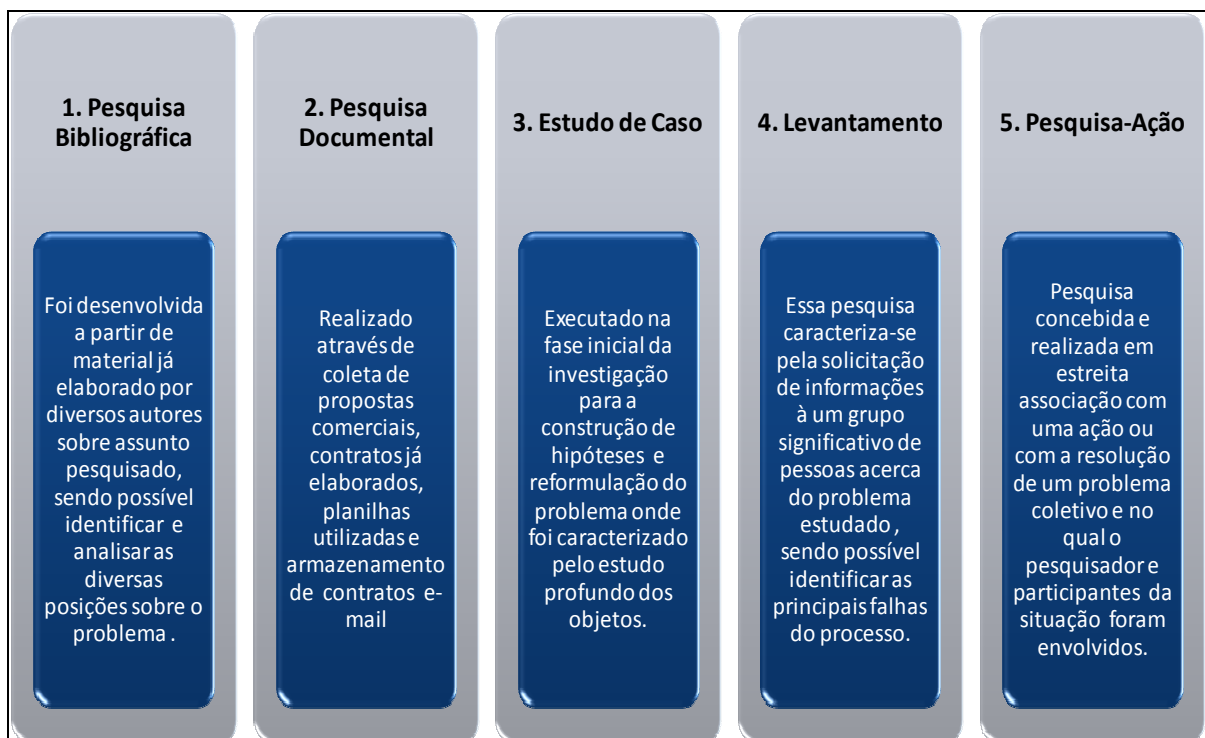 1. Pesquisa
Bibliográfica
Foi desenvolvida
a partir de
material já
elaborado por
diversos autores
sobre assunto
pesquisado,
sendo possível
identificar e
analisar as
diversas
posições sobre o
problema .
2. Pesquisa
Documental
Realizado
através de
coleta de
propostas
comerciais,
contratos já
elaborados,
planilhas
utilizadas e
armazenamento
de contratos e-
mail
3. Estudo de Caso
Executado na
fase inicial da
investigação
para a
construção de
hipóteses e
reformulação do
problema onde
foi caracterizado
pelo estudo
profundo dos
objetos.
4. Levantamento
Essa pesquisa
caracteriza-se
pela solicitação
de informações
à um grupo
significativo de
pessoas acerca
do problema
estudado ,
sendo possível
identificar as
principais falhas
do processo.
5. Pesquisa-Ação
Pesquisa
concebida e
realizada em
estreita
associação com
uma ação ou
com a resolução
de um problema
coletivo e no
qual o
pesquisador e
participantes da
situação foram
envolvidos.